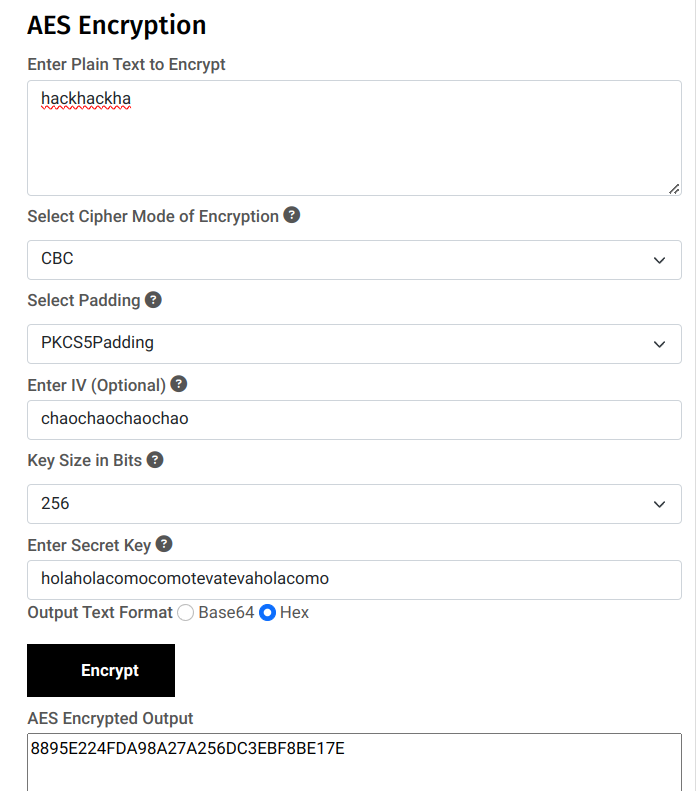 AES Encryption
Enter Plain Text to Encrypt
hackhackha
Select Cipher Mode of Encryption ?
CBC
Select Padding ?
PKCS5Padding
Enter IV (Optional) ?
chaochaochaochao
Key Size in Bits ?
256
Enter Secret Key ?
holaholacomocomotevatevaholacomo
Output Text Format Base64 Hex
Encrypt
AES Encrypted Output
8895E224FDA98A27A256DC3EBF8BE17E